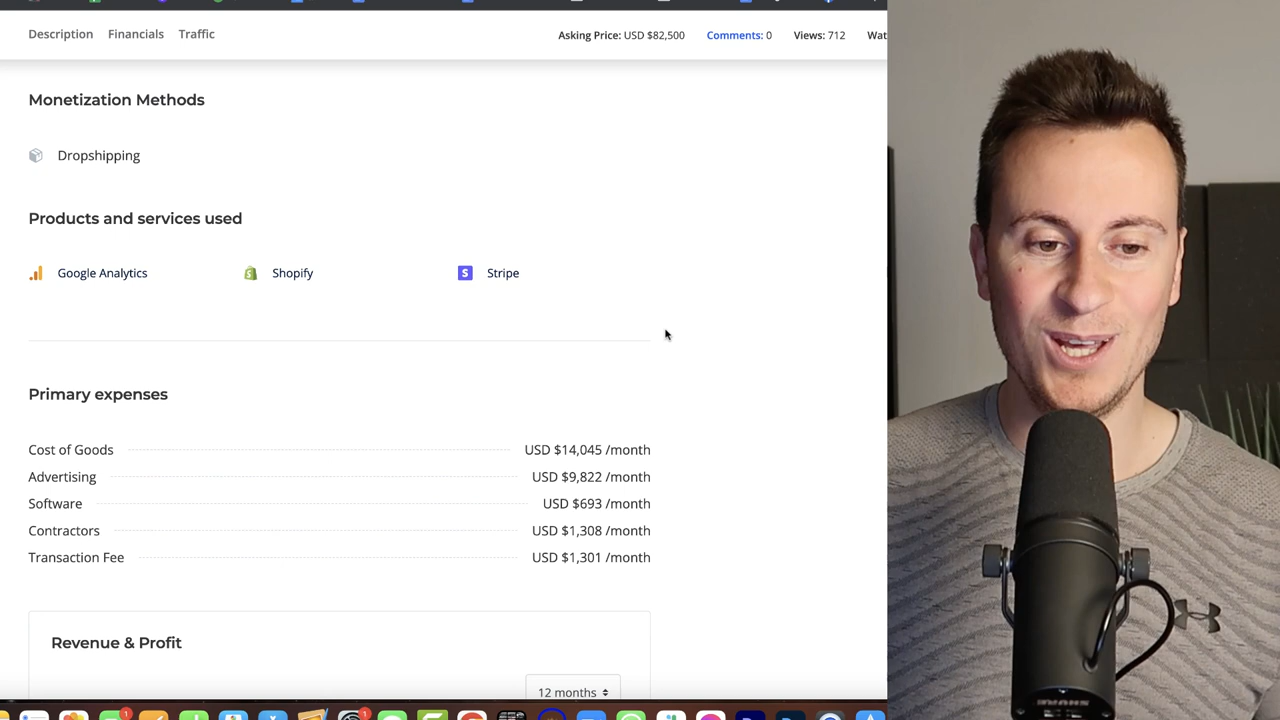 Description Financials Traffic Asking Price: USD $82,500 Comments: 0 Views: 712
Monetization Methods
Dropshipping
Products and services used
Google Analytics Shopify Stripe
Primary expenses
Cost of Goods USD $14,045 /month
Advertising USD $9,822 /month
Software USD $693 /month
Contractors USD $1,308 /month
Transaction Fee USD $1,301 /month
Revenue & Profit
12 months